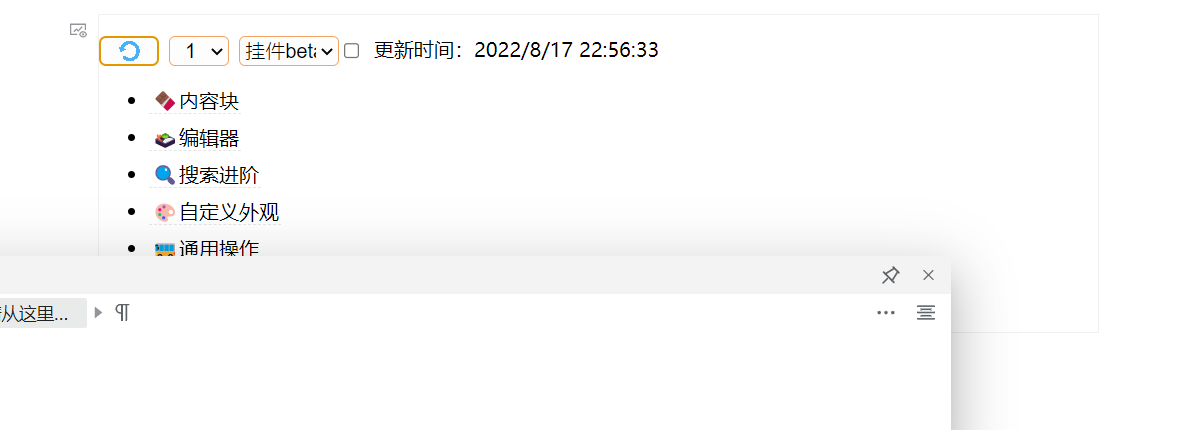 1 挂件beta 更新时间：2022/8/17 22:56:33
内容块
编辑器
搜索进阶
自定义外观
通用操作
从这里...